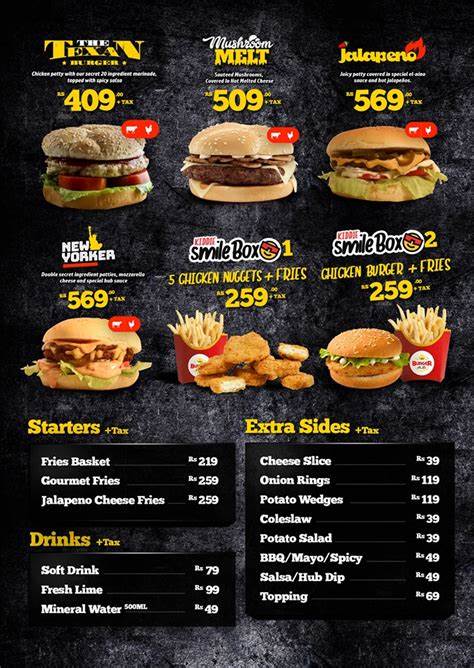 THE
TEXAN
BURGER
Chicken patty with our secret 20 ingredient marinade,
topped with spicy salsa
RS 409.00 +TAX
Mushroom
MELT
Sauteed Mushrooms,
Covered In Hot Melted Cheese
RS 509.00 +TAX
Jalapeno
Juicy patty covered in special el-aino
sauce and hot jalapeños.
RS 569.00 +TAX
NEW
YORKER
Double secret ingredient patties, mozzarella
cheese and special hub sauce
RS 569.00 +TAX
KIDDIE
Smile Box 1
5 CHICKEN NUGGETS + FRIES
RS 259.00 +TAX
KIDDIE
Smile Box 2
CHICKEN BURGER + FRIES
RS 259.00 +TAX
BURGER
Starters +Tax
Fries Basket Rs 219
Gourmet Fries Rs 259
Jalapeno Cheese Fries Rs 259
Drinks +Tax
Soft Drink Rs 79
Fresh Lime Rs 99
Mineral Water 500ML Rs 49
Extra Sides +Tax
Cheese Slice Rs 39
Onion Rings Rs 119
Potato Wedges Rs 119
Coleslaw Rs 39
Potato Salad Rs 39
BBQ/Mayo/Spicy Rs 49
Salsa/Hub Dip Rs 49
Topping Rs 69